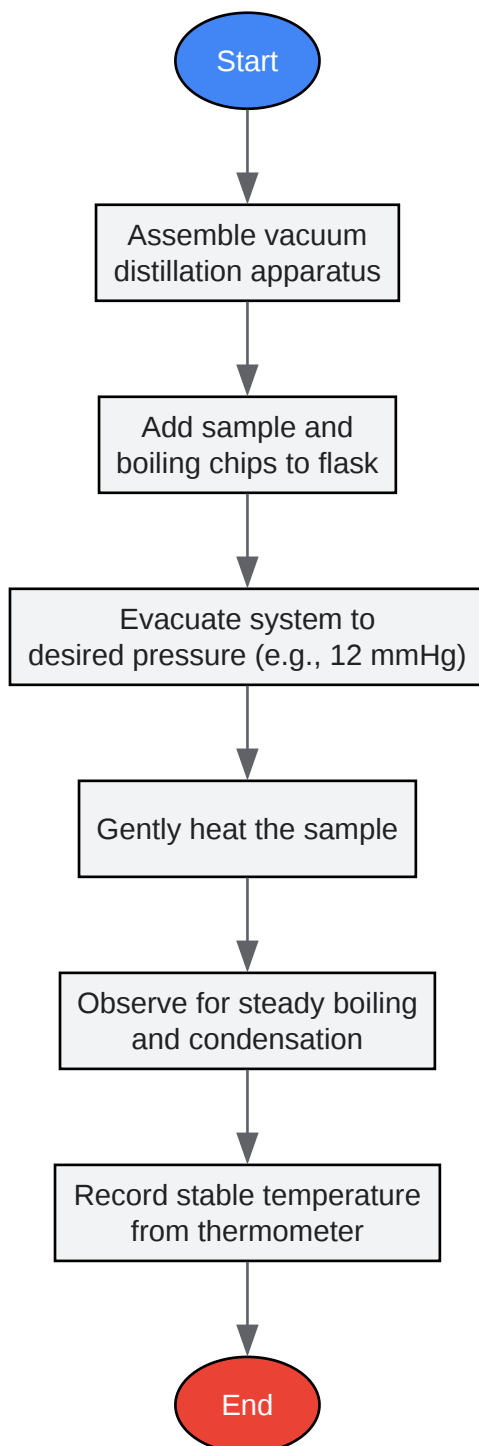 Start
Assemble vacuum
distillation apparatus
Add sample and
boiling chips to flask
Evacuate system to
desired pressure (e.g., 12 mmHg)
Gently heat the sample
Observe for steady boiling
and condensation
Record stable temperature
from thermometer
End